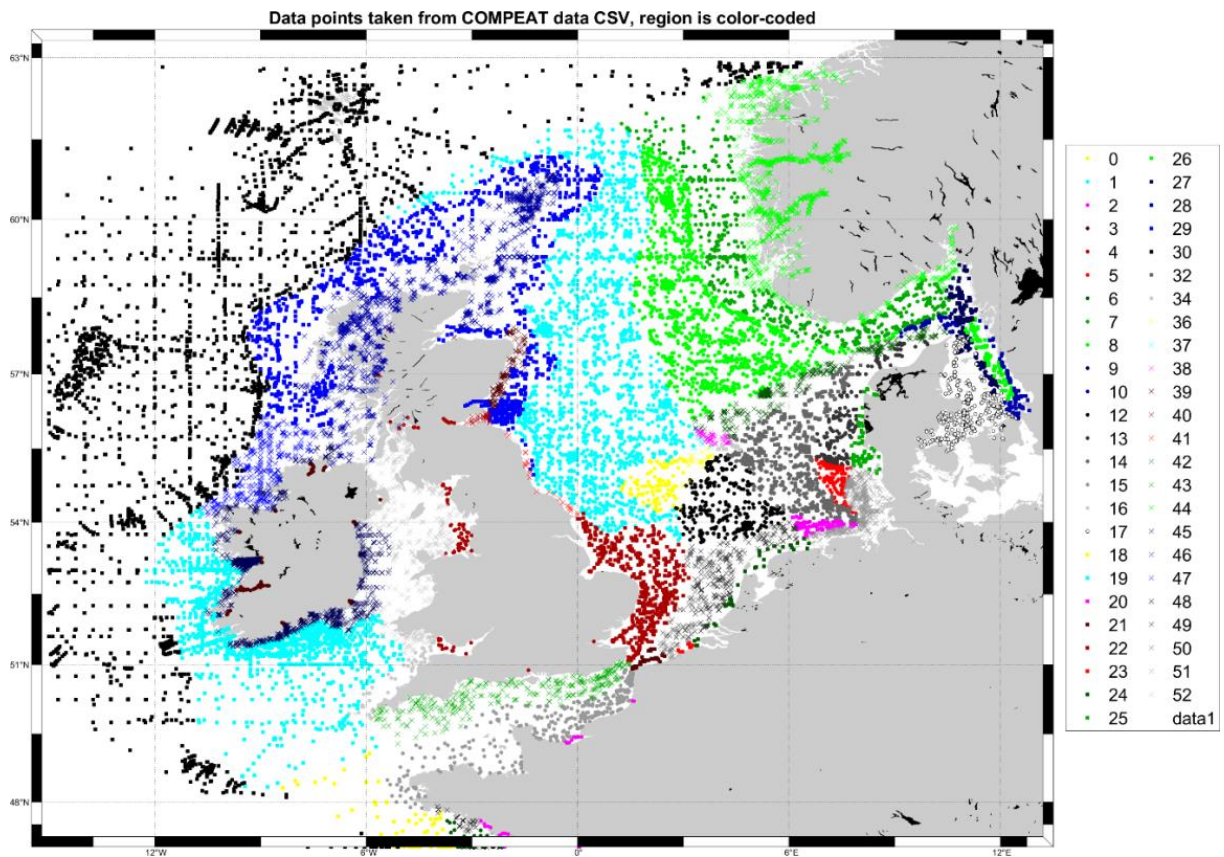 Data points taken from COMPEAT data CSV, region is color-coded
63°N
60°N
57°N
54°N
51°N
48°N
12°W
6°W
0°
6°E
12°E
0 26
1 27
2 28
3 29
4 30
5 32
6 34
7 36
8 37
9 38
10 39
12 40
13 41
14 42
15 43
16 44
17 45
18 46
19 47
20 48
21 49
22 50
23 51
24 52
25 data1